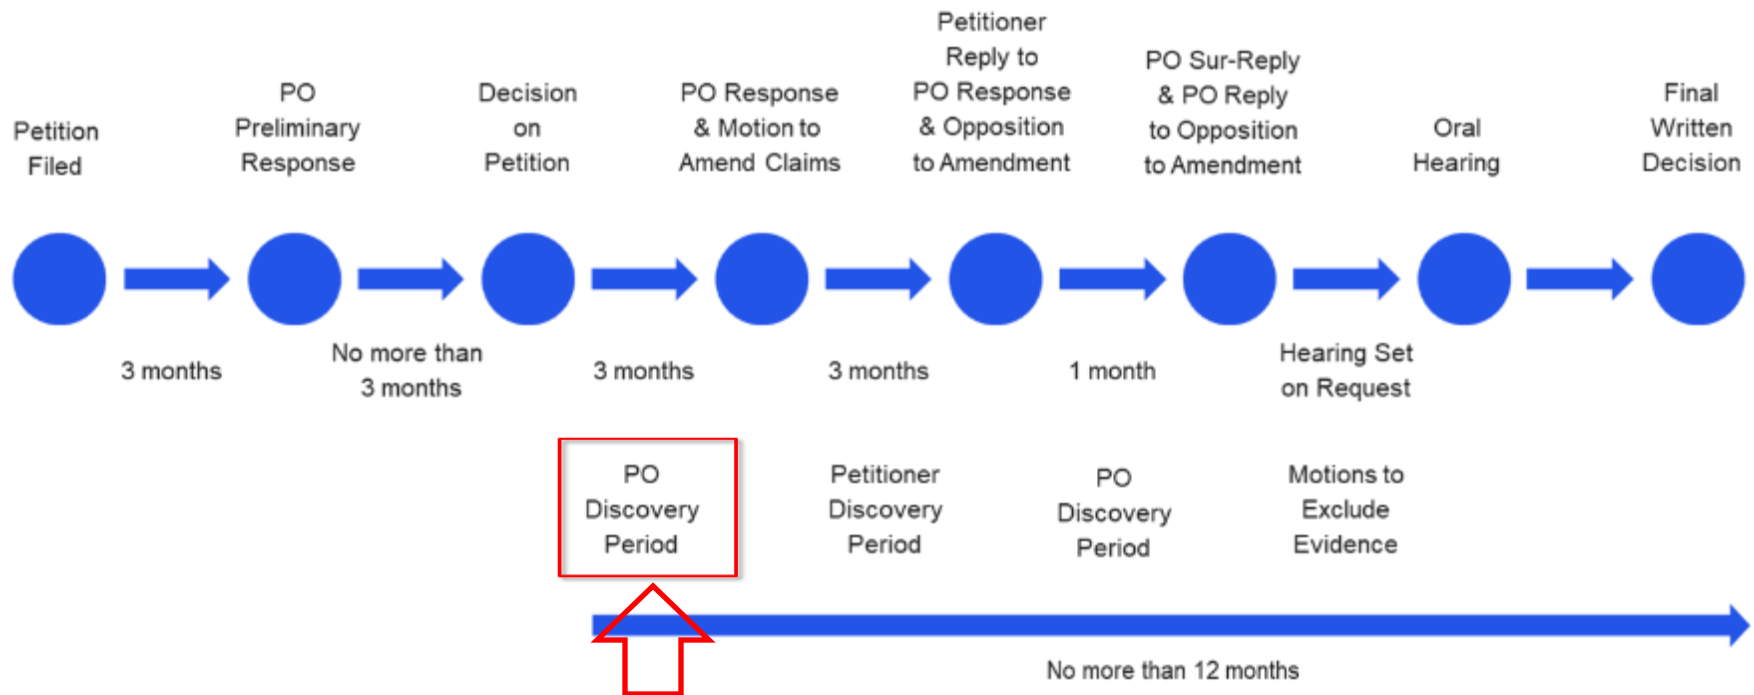 Petition
Filed
PO
Preliminary
Response
Decision
on
Petition
PO Response
& Motion to
Amend Claims
Petitioner
Reply to
PO Response
& Opposition
to Amendment
PO Sur-Reply
& PO Reply
to Opposition
to Amendment
Oral
Hearing
Final
Written
Decision
3 months
No more than
3 months
3 months
3 months
1 month
Hearing Set
on Request
PO
Discovery
Period
Petitioner
Discovery
Period
PO
Discovery
Period
Motions to
Exclude
Evidence
No more than 12 months